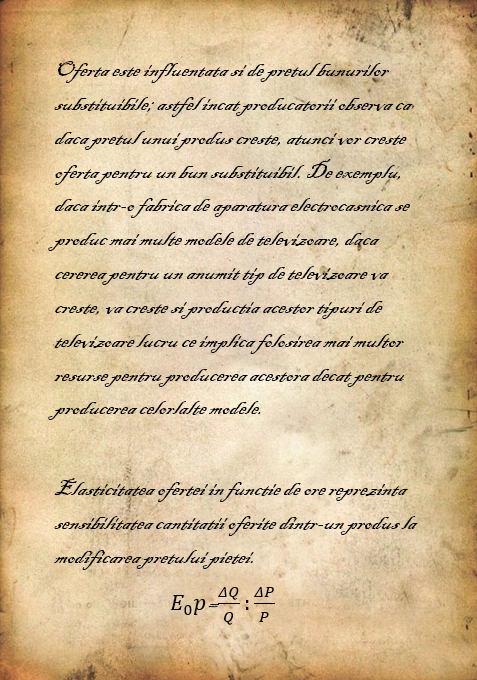 Oferta este influentata si de pretul bunurilor
substituibile; astfel incat producatorii observa ca
daca pretul unui produs creste, atunci vor creste
oferta pentru un bun substituibil. De exemplu,
daca intr-o fabrica de aparatura electrocasnica se
produc mai multe modele de televizoare, daca
cererea pentru un anumit tip de televizoare va
creste, va creste si productia acestor tipuri de
televizoare lucru ce implica folosirea mai multor
resurse pentru producerea acestora decat pentru
producerea celorlalte modele.
Elasticitatea ofertei in functie de ore reprezinta
sensibilitatea cantitatii oferite dintr-un produs la
modificarea pretului pietei.
E₀p=ΔQ/Q : ΔP/P